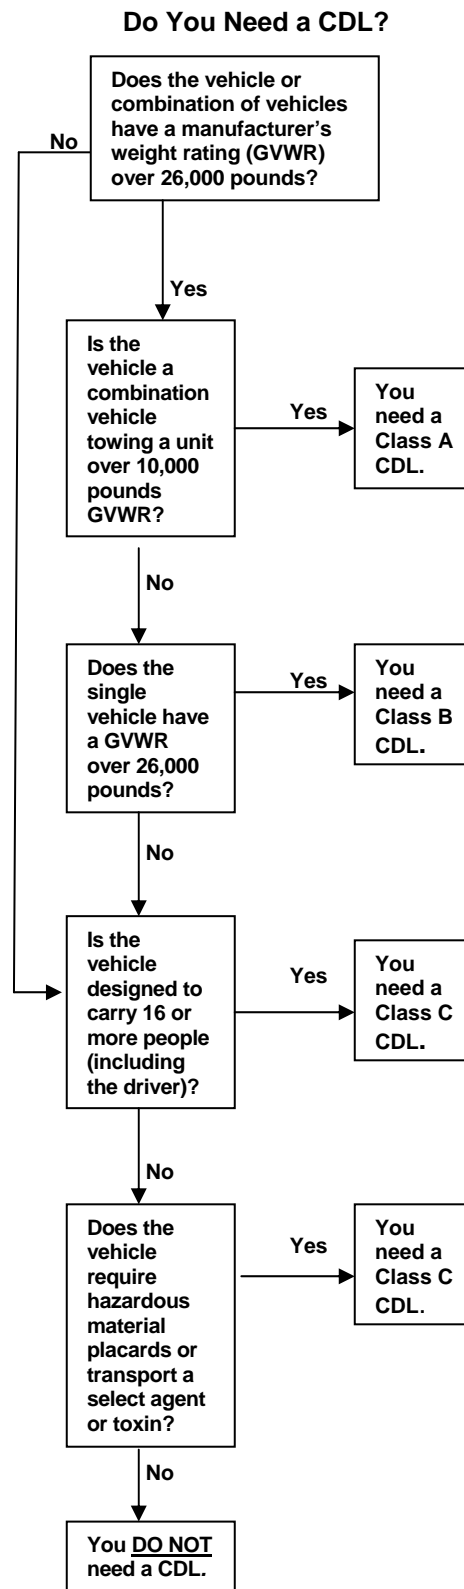 Do You Need a CDL?
Does the vehicle or
combination of vehicles
have a manufacturer's
weight rating (GVWR)
over 26,000 pounds?
No
Yes
Is the
vehicle a
combination
vehicle
towing a unit
over 10,000
pounds
GVWR?
Yes
You
need a
Class A
CDL.
No
Does the
single
vehicle have
a GVWR
over 26,000
pounds?
Yes
You
need a
Class B
CDL.
No
Is the
vehicle
designed to
carry 16 or
more people
(including
the driver)?
Yes
You
need a
Class C
CDL.
No
Does the
vehicle
require
hazardous
material
placards or
transport a
select agent
or toxin?
Yes
You
need a
Class C
CDL.
No
You DO NOT
need a CDL.